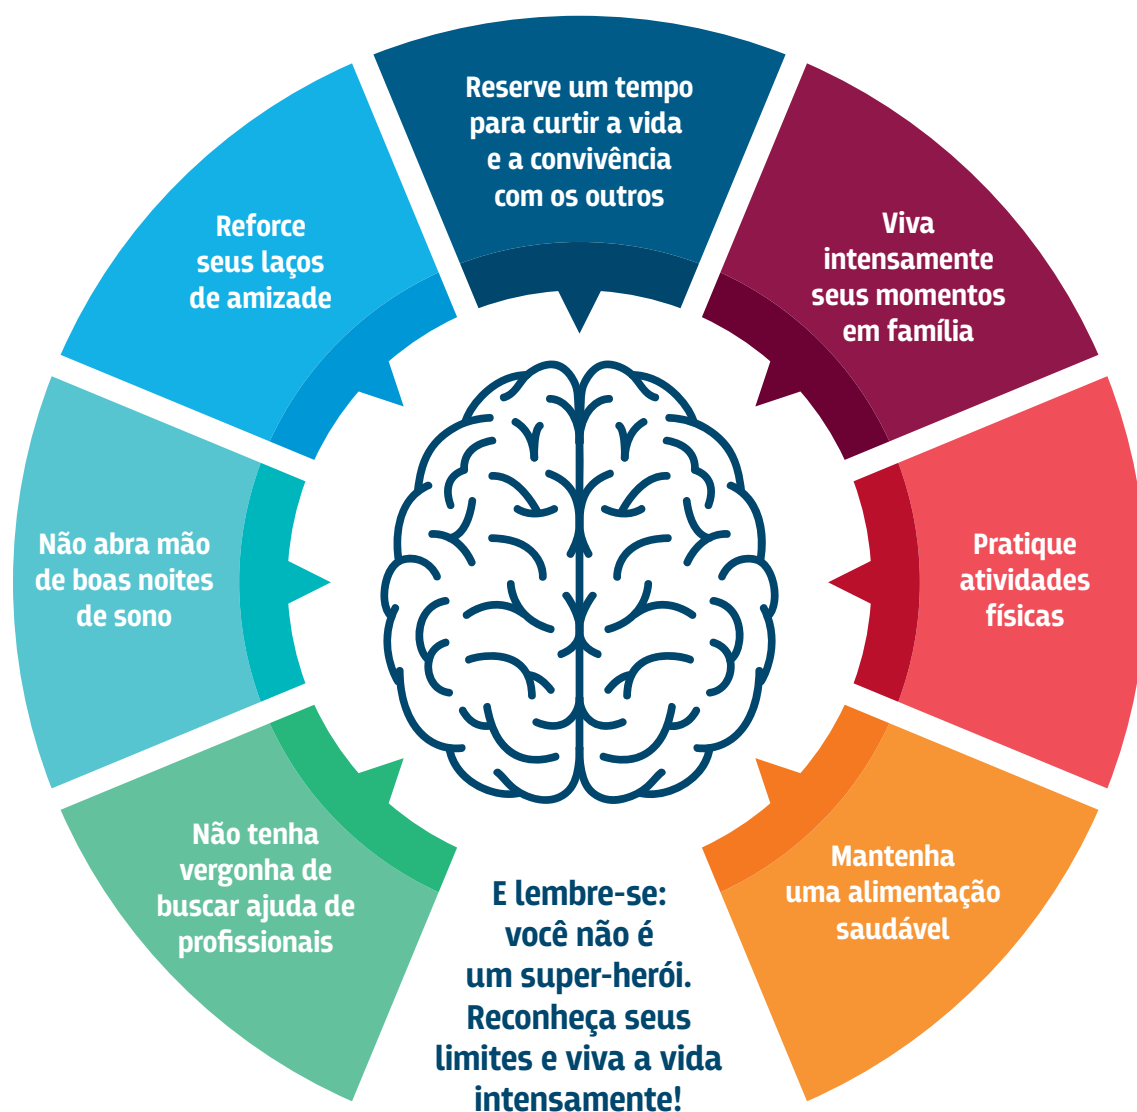 Reserve um tempo
para curtir a vida
e a convivência
com os outros
Viva
intensamente
seus momentos
em família
Pratique
atividades
físicas
Mantenha
uma alimentação
saudável
E lembre-se:
você não é
um super-herói.
Reconheça seus
limites e viva a vida
intensamente!
Não tenha
vergonha de
buscar ajuda de
profissionais
Não abra mão
de boas noites
de sono
Reforce
seus laços
de amizade